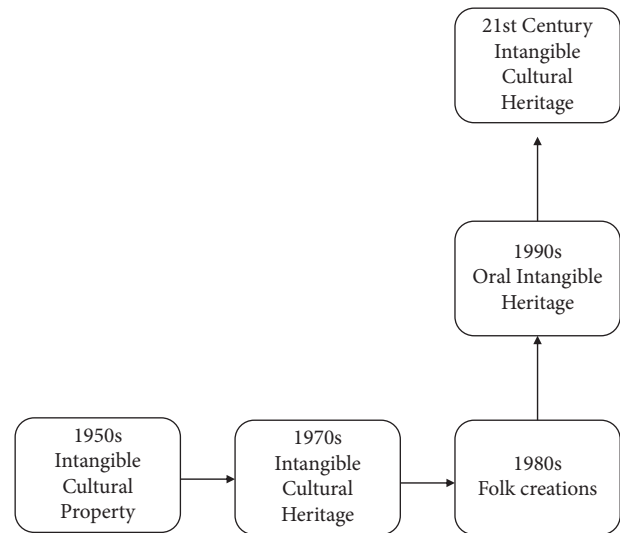 21st Century
Intangible
Cultural
Heritage
1990s
Oral Intangible
Heritage
1950s
Intangible
Cultural
Property
1970s
Intangible
Cultural
Heritage
1980s
Folk creations